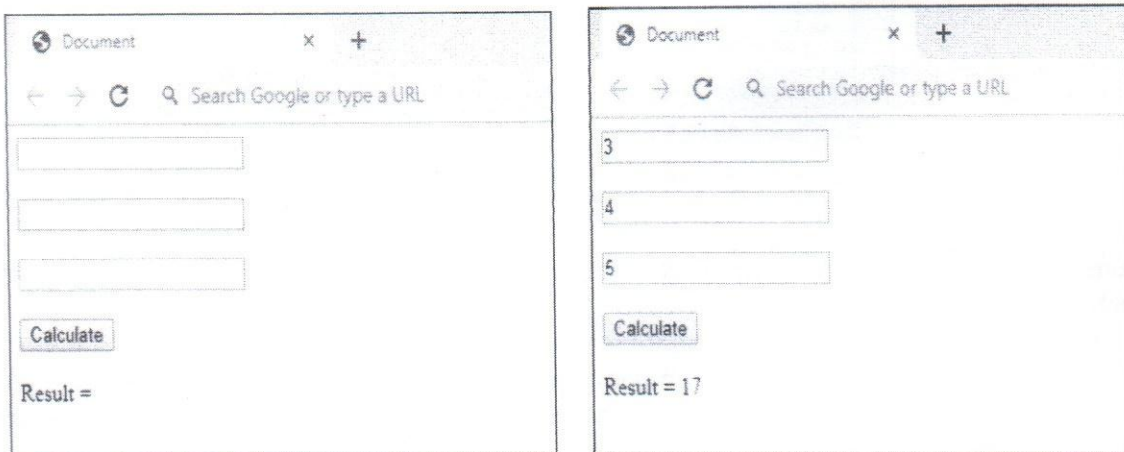 Document × +
Search Google or type a URL
Calculate
Result =
Document × +
Search Google or type a URL
3
4
5
Calculate
Result = 17